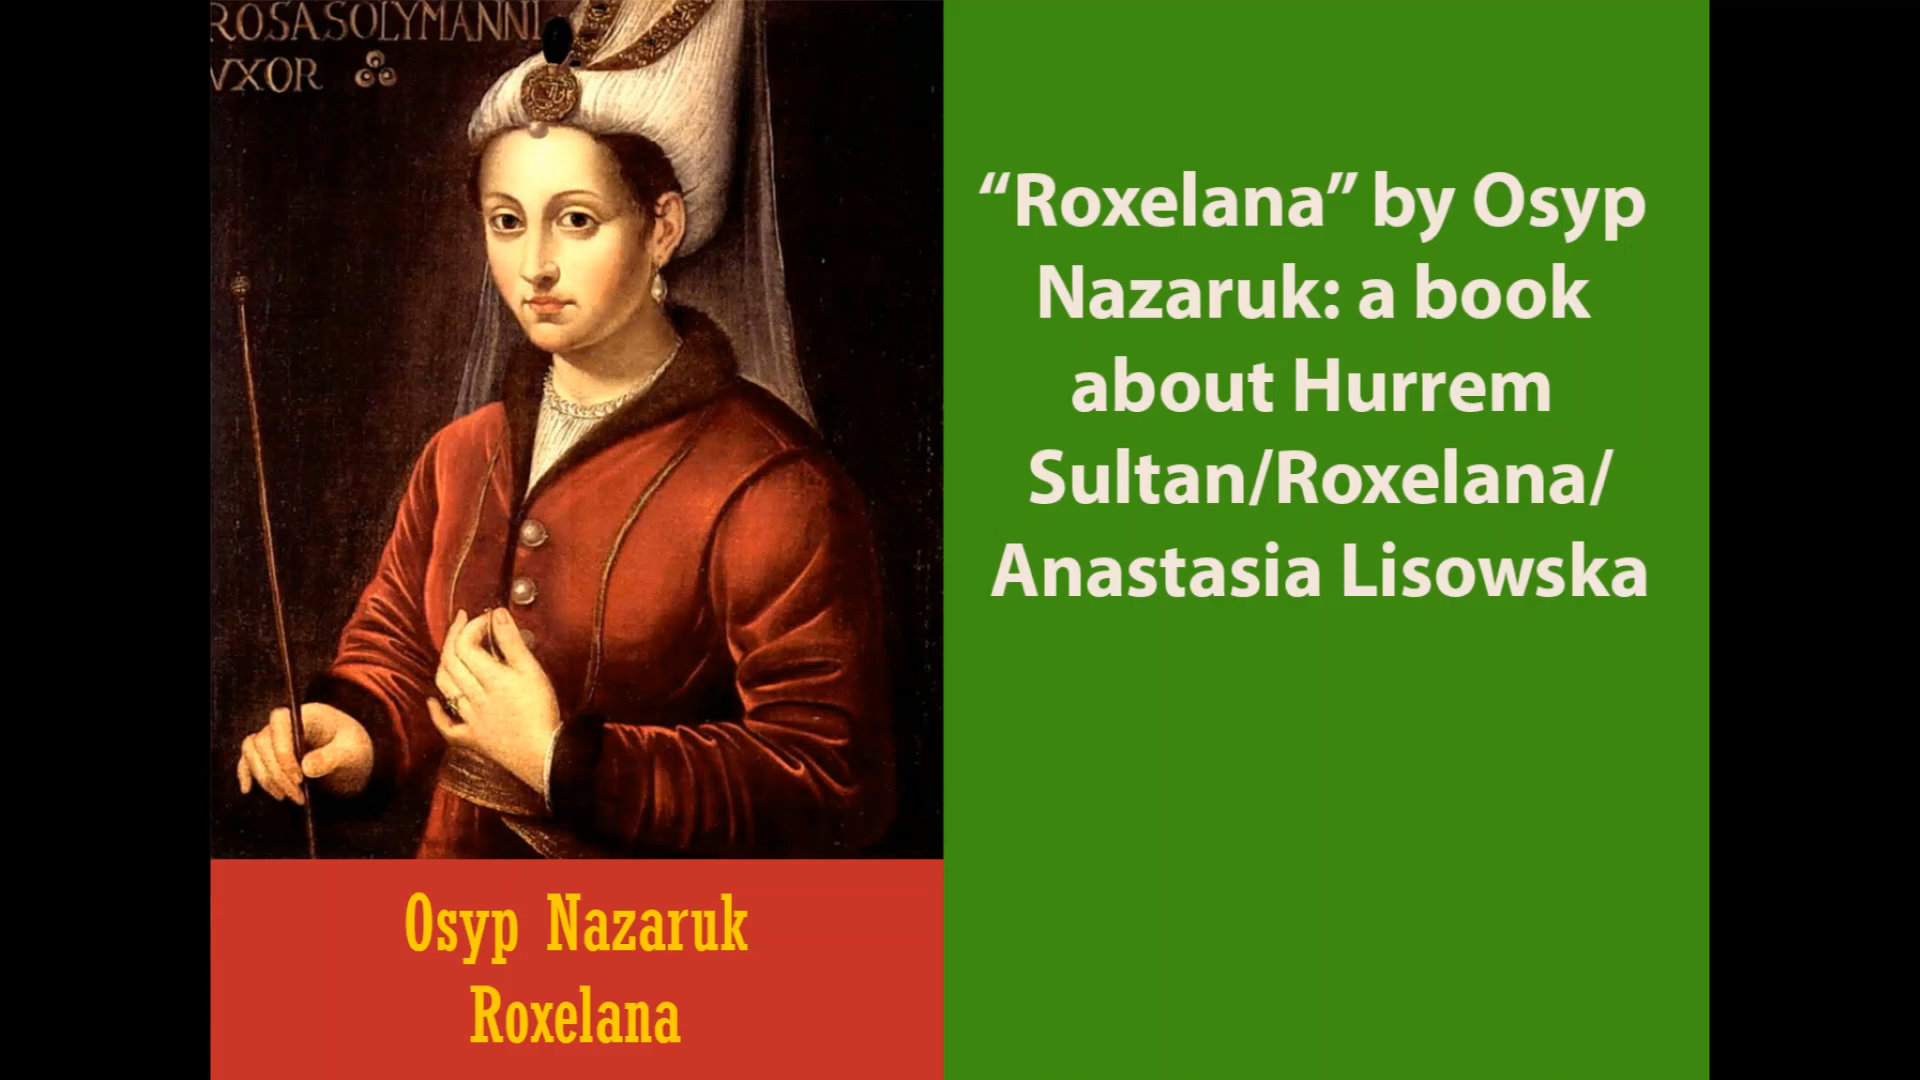 ROSA SOLYMANNI
VXOR
Osyp Nazaruk
Roxelana
“Roxelana” by Osyp
Nazaruk: a book
about Hurrem
Sultan/Roxelana/
Anastasia Lisowska